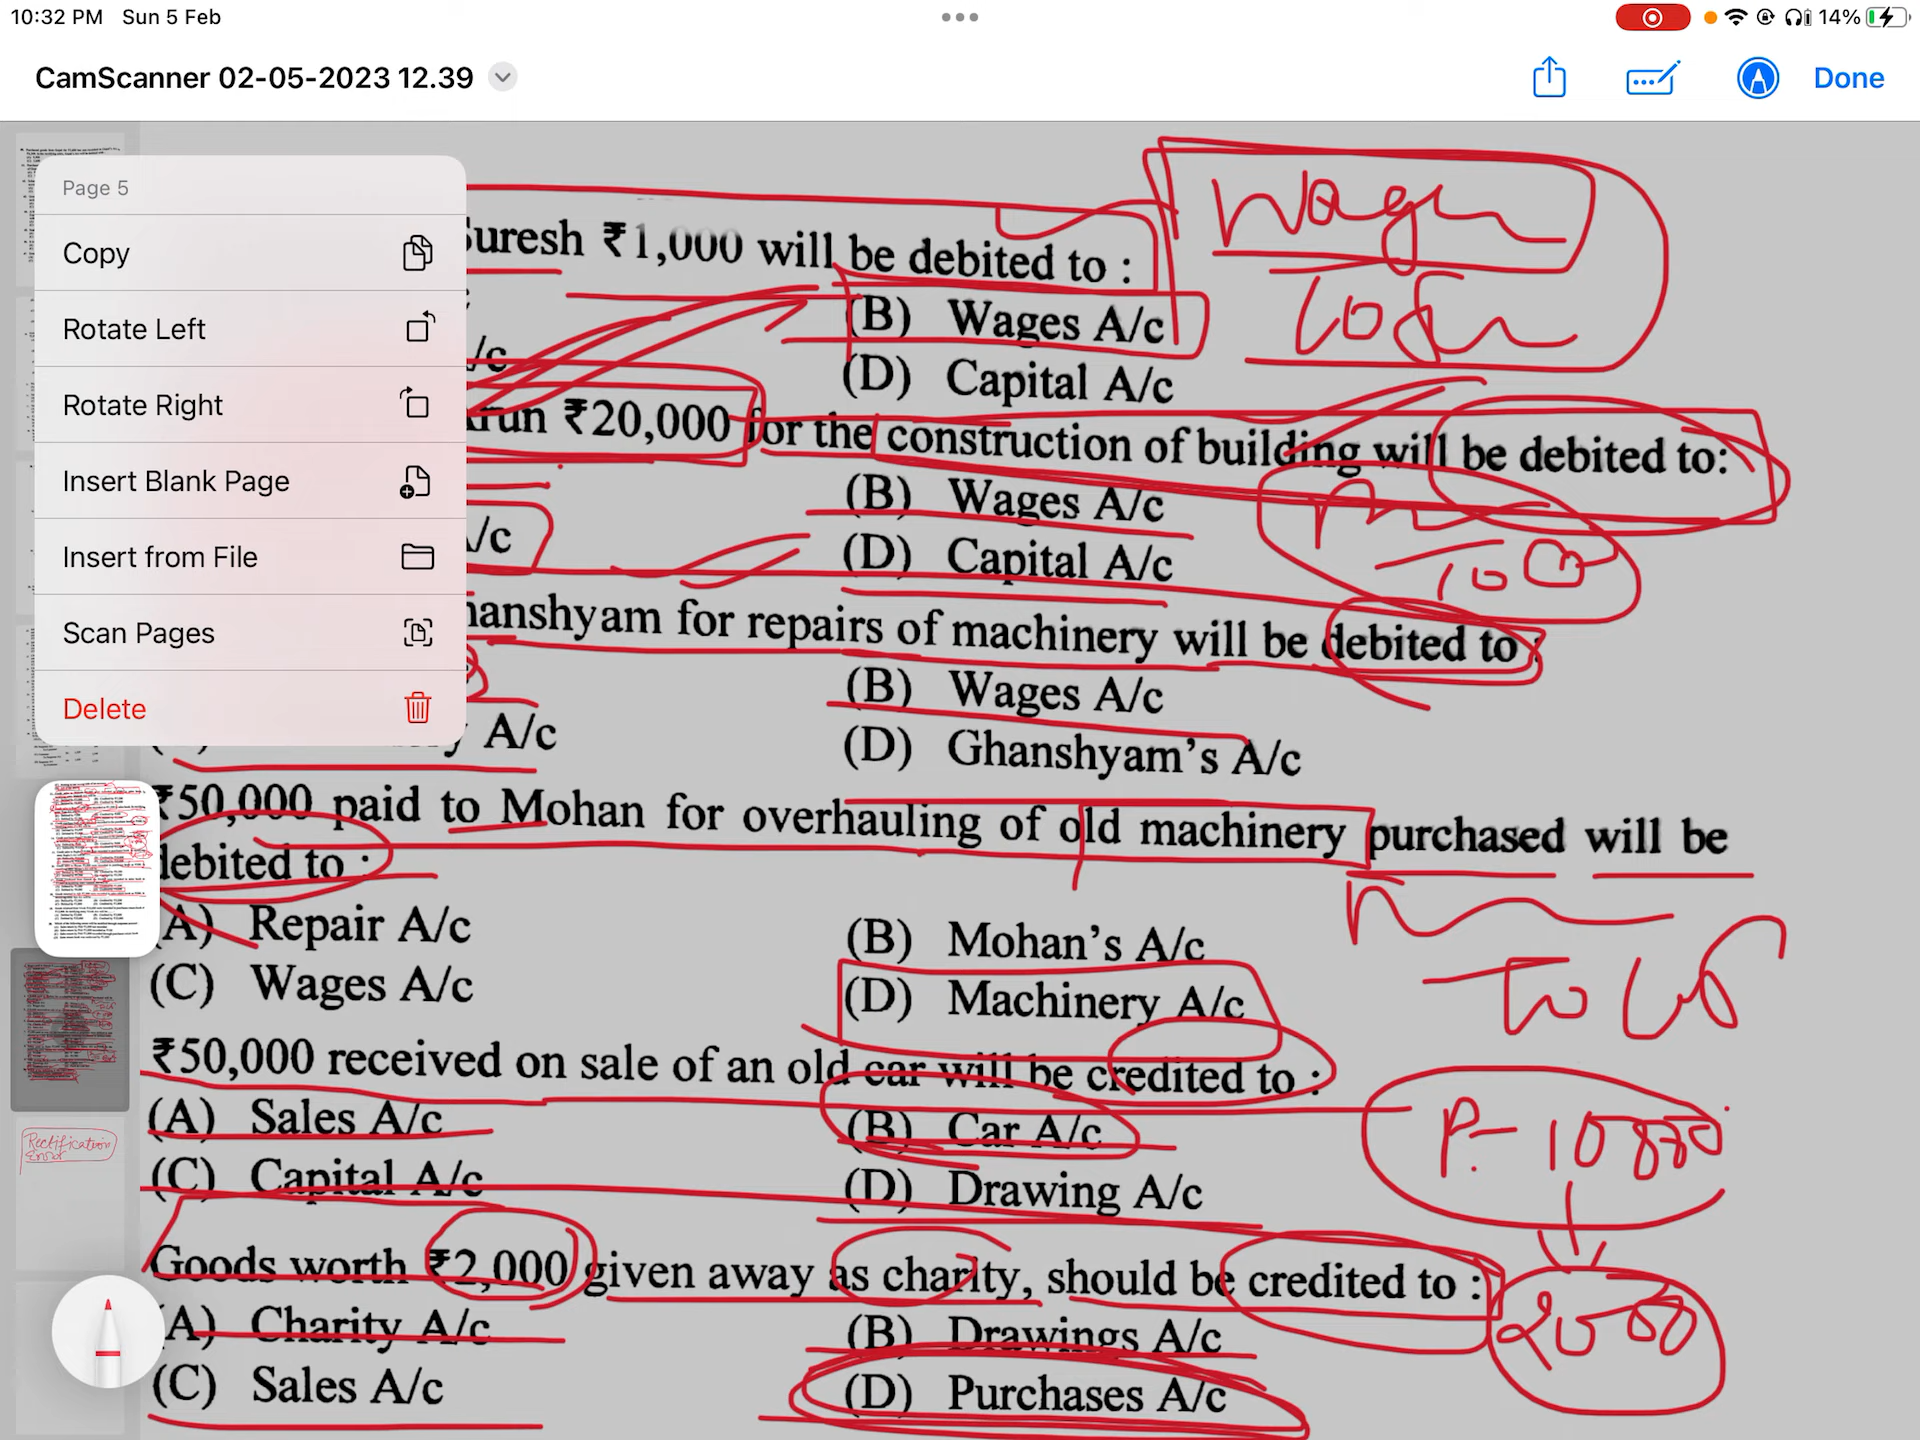 10:32 PM Sun 5 Feb
14%
CamScanner 02-05-2023 12.39
Done
Page 5
Copy
Rotate Left
Rotate Right
Insert Blank Page
Insert from File
Scan Pages
Delete
Suresh ₹1,000 will be debited to :
(B) Wages A/c
/c
(D) Capital A/c
₹20,000 for the construction of building will be debited to:
(B) Wages A/c
/c
(D) Capital A/c
hanshyam for repairs of machinery will be debited to :
(B) Wages A/c
A/c
(D) Ghanshyam's A/c
₹50,000 paid to Mohan for overhauling of old machinery purchased will be
debited to :
(A) Repair A/c
(B) Mohan's A/c
(C) Wages A/c
(D) Machinery A/c
₹50,000 received on sale of an old car will be credited to :
(A) Sales A/c
(B) Car A/c
(C) Capital A/c
(D) Drawing A/c
Goods worth ₹2,000 given away as charity, should be credited to :
(A) Charity A/c
(B) Drawings A/c
(C) Sales A/c
(D) Purchases A/c
Rectification
Error